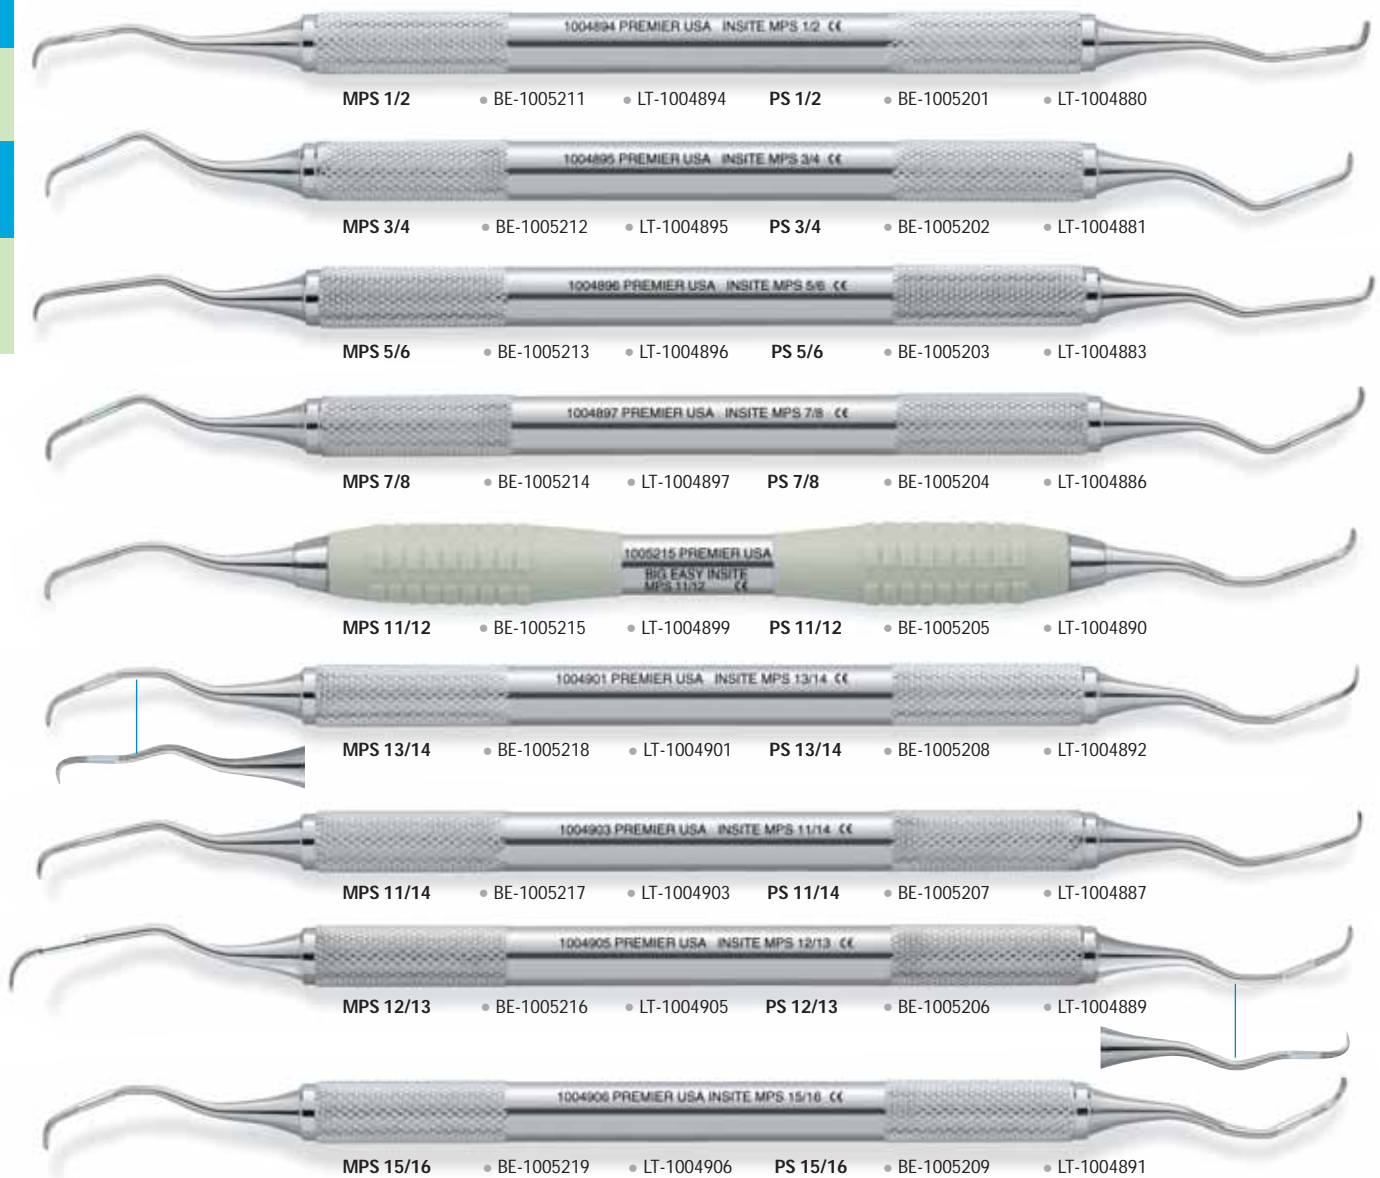 1004894 PREMIER USA INSITE MPS 1/2 CE
MPS 1/2 • BE-1005211 • LT-1004894 PS 1/2 • BE-1005201 • LT-1004880
1004895 PREMIER USA INSITE MPS 3/4 CE
MPS 3/4 • BE-1005212 • LT-1004895 PS 3/4 • BE-1005202 • LT-1004881
1004896 PREMIER USA INSITE MPS 5/6 CE
MPS 5/6 • BE-1005213 • LT-1004896 PS 5/6 • BE-1005203 • LT-1004883
1004897 PREMIER USA INSITE MPS 7/8 CE
MPS 7/8 • BE-1005214 • LT-1004897 PS 7/8 • BE-1005204 • LT-1004886
1005215 PREMIER USA
BIG EASY INSITE
MPS 11/12 CE
MPS 11/12 • BE-1005215 • LT-1004899 PS 11/12 • BE-1005205 • LT-1004890
1004901 PREMIER USA INSITE MPS 13/14 CE
MPS 13/14 • BE-1005218 • LT-1004901 PS 13/14 • BE-1005208 • LT-1004892
1004903 PREMIER USA INSITE MPS 11/14 CE
MPS 11/14 • BE-1005217 • LT-1004903 PS 11/14 • BE-1005207 • LT-1004887
1004905 PREMIER USA INSITE MPS 12/13 CE
MPS 12/13 • BE-1005216 • LT-1004905 PS 12/13 • BE-1005206 • LT-1004889
1004906 PREMIER USA INSITE MPS 15/16 CE
MPS 15/16 • BE-1005219 • LT-1004906 PS 15/16 • BE-1005209 • LT-1004891